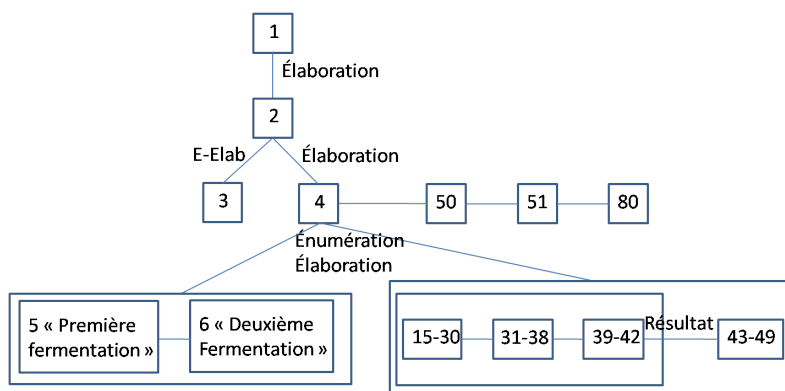 1
Élaboration
2
E-Elab
Élaboration
3
4
50
51
80
Énumération
Élaboration
5 « Première
fermentation »
6 « Deuxième
Fermentation »
15-30
31-38
39-42
Résultat
43-49